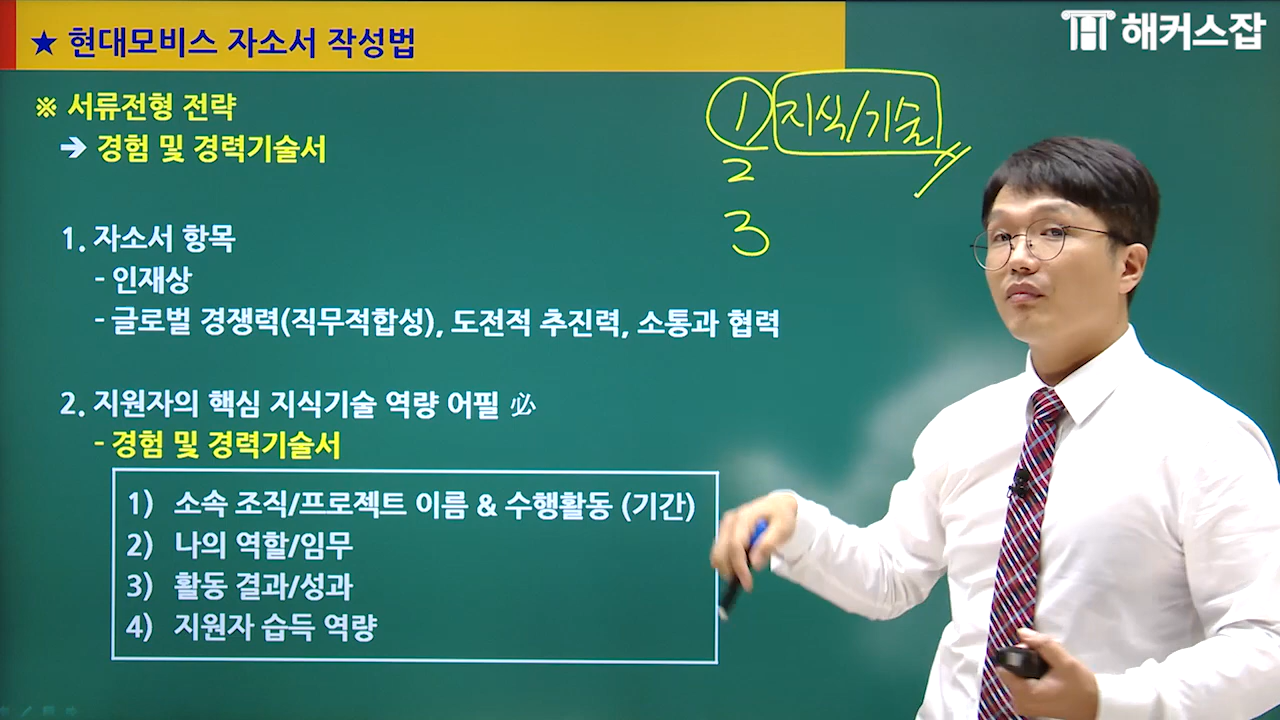 ★ 현대모비스 자소서 작성법
해커스잡
※ 서류전형 전략
→ 경험 및 경력기술서
① 지식/기술
2
3
1. 자소서 항목
- 인재상
- 글로벌 경쟁력(직무적합성), 도전적 추진력, 소통과 협력
2. 지원자의 핵심 지식기술 역량 어필 必
- 경험 및 경력기술서
1) 소속 조직/프로젝트 이름 & 수행활동 (기간)
2) 나의 역할/임무
3) 활동 결과/성과
4) 지원자 습득 역량